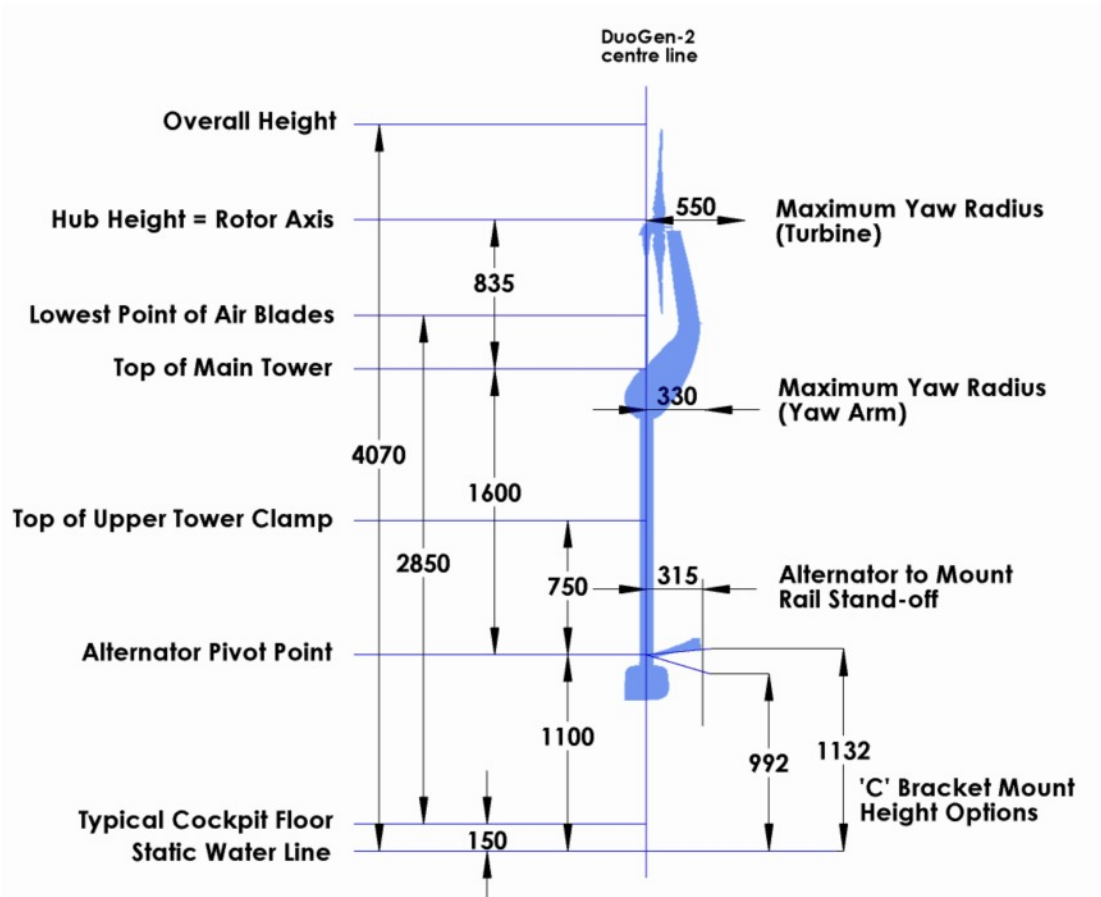 DuoGen-2
centre line
Overall Height
Hub Height = Rotor Axis
550
Maximum Yaw Radius
(Turbine)
835
Lowest Point of Air Blades
Top of Main Tower
330
Maximum Yaw Radius
(Yaw Arm)
4070
1600
Top of Upper Tower Clamp
2850
750
315
Alternator to Mount
Rail Stand-off
Alternator Pivot Point
1100
992
1132
'C' Bracket Mount
Height Options
Typical Cockpit Floor
150
Static Water Line